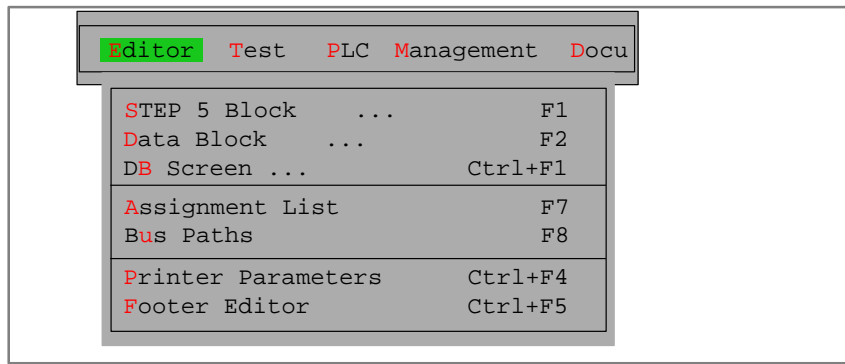 Editor Test PLC Management Docu
STEP 5 Block ... F1
Data Block ... F2
DB Screen ... Ctrl+F1
Assignment List F7
Bus Paths F8
Printer Parameters Ctrl+F4
Footer Editor Ctrl+F5